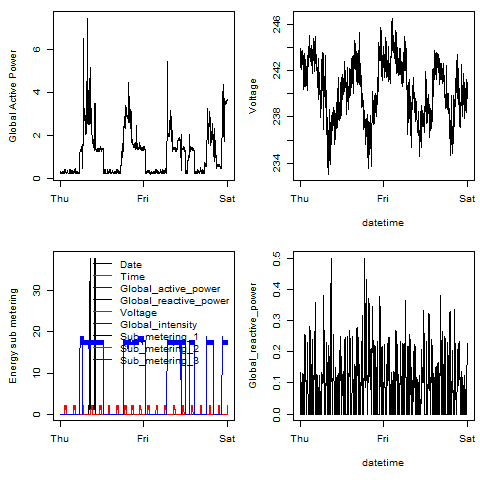 Global Active Power
0 2 4 6
Thu Fri Sat
Voltage
234 238 242 246
Thu Fri Sat
datetime
Energy sub metering
0 10 20 30
Date
Time
Global_active_power
Global_reactive_power
Voltage
Global_intensity
Sub_metering_1
Sub_metering_2
Sub_metering_3
Thu Fri Sat
Global_reactive_power
0.0 0.1 0.2 0.3 0.4 0.5
Thu Fri Sat
datetime